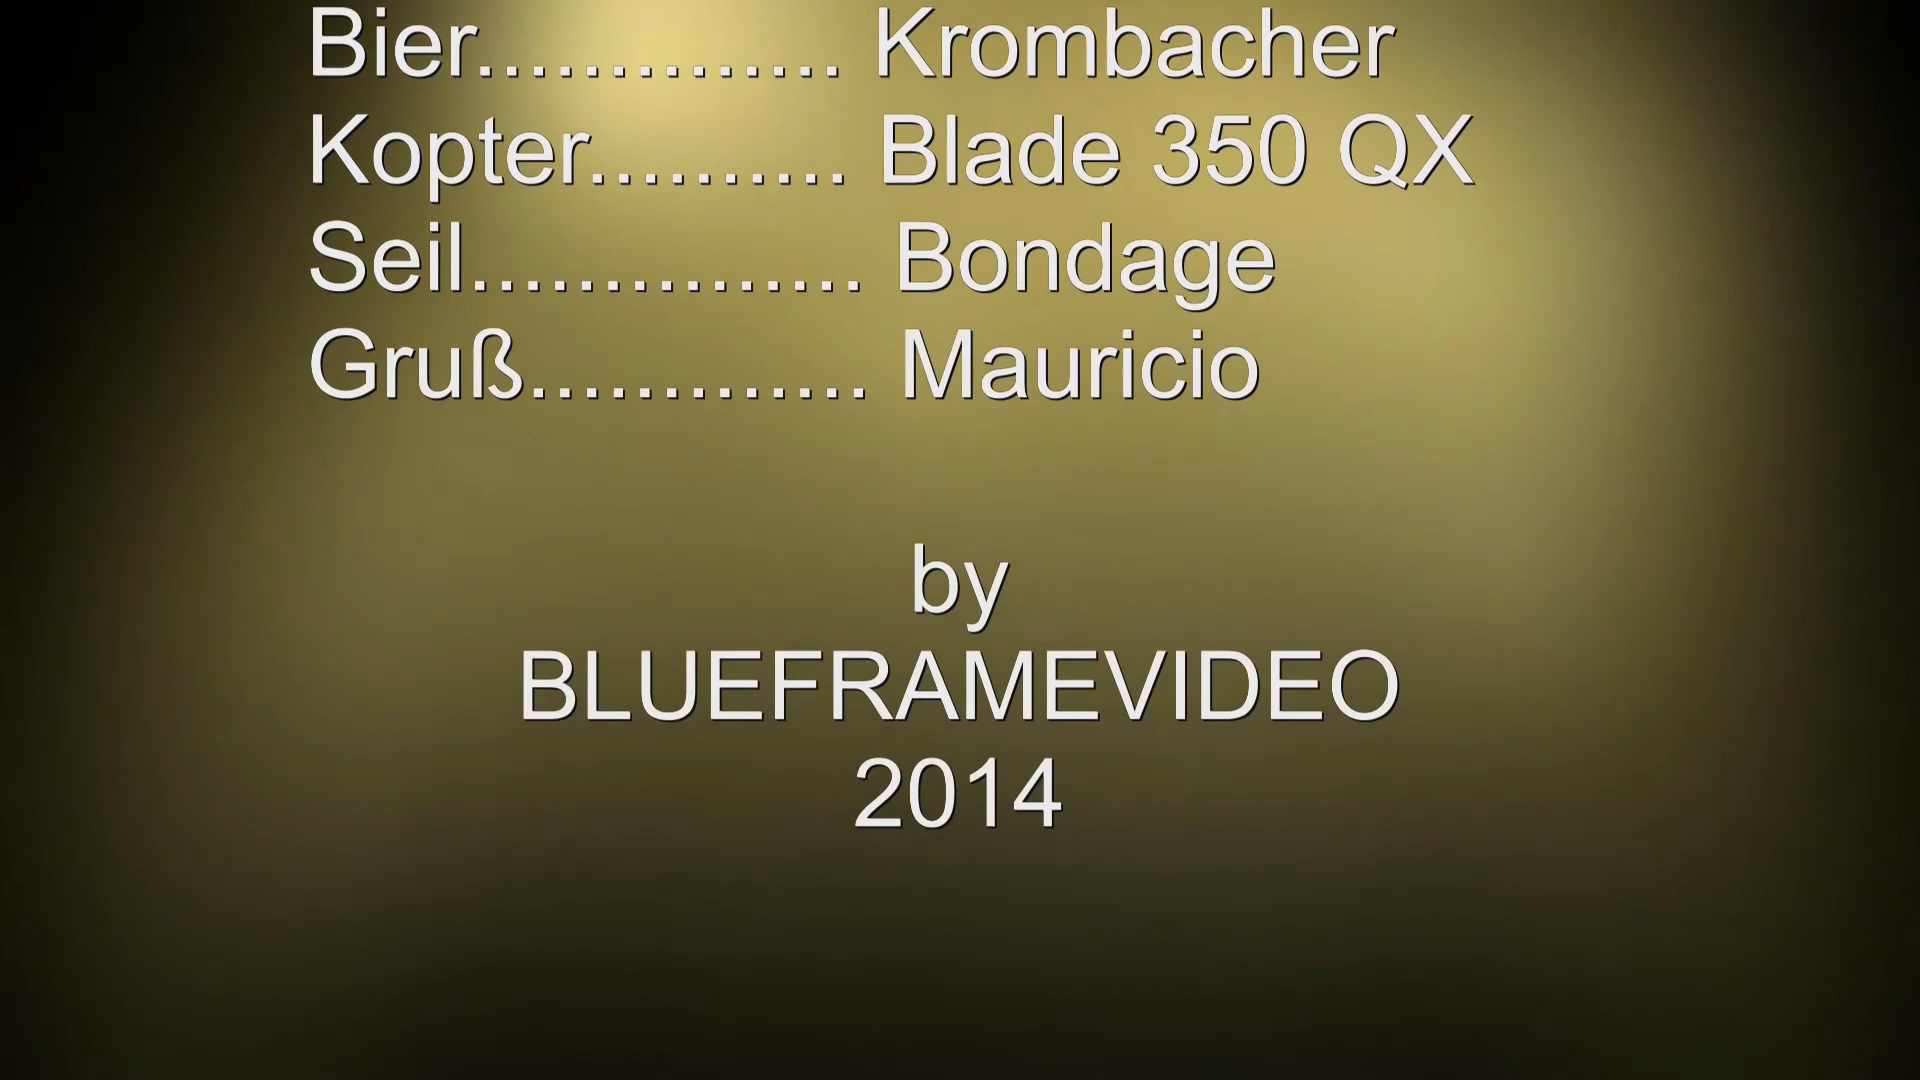 Bier.............. Krombacher
Kopter.......... Blade 350 QX
Seil............... Bondage
Gruß............. Mauricio
by
BLUEFRAMEVIDEO
2014